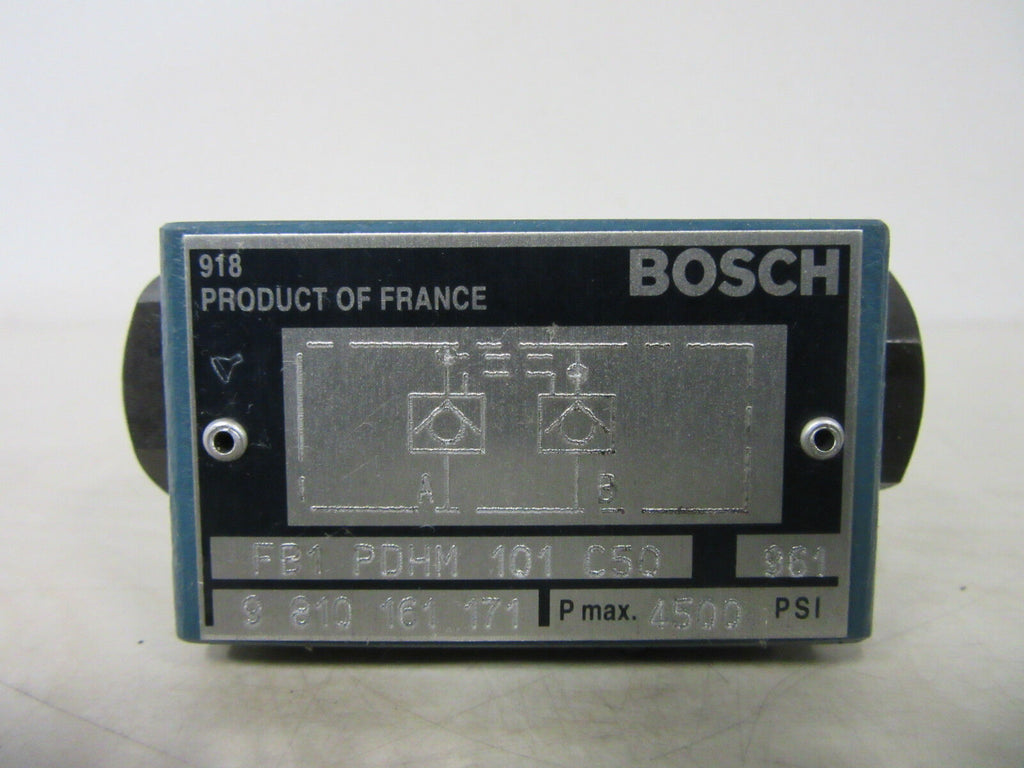 918
BOSCH
PRODUCT OF FRANCE
A B
FB1 PDHM 101 C50 961
9 810 161 171 P max. 4500 PSI